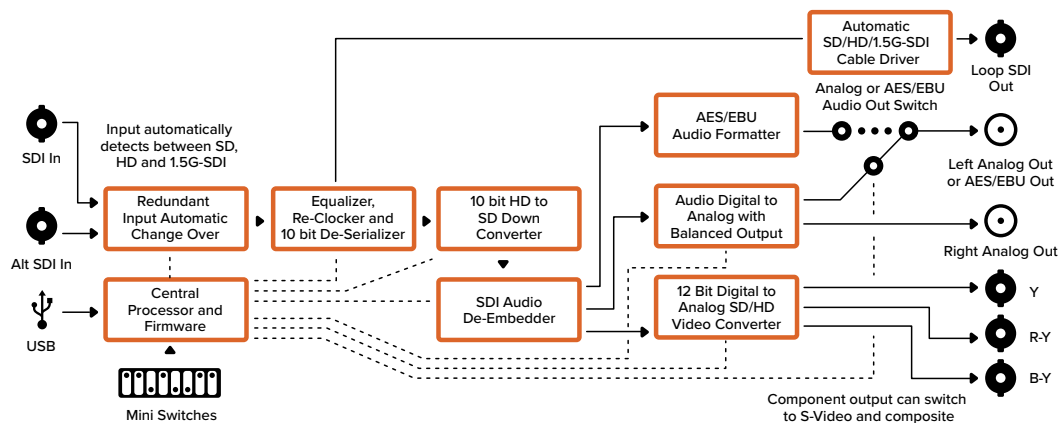 Automatic
SD/HD/1.5G-SDI
Cable Driver
Loop SDI
Out
Analog or AES/EBU
Audio Out Switch
SDI In
Input automatically
detects between SD,
HD and 1.5G-SDI
AES/EBU
Audio Formatter
Left Analog Out
or AES/EBU Out
Alt SDI In
Redundant
Input Automatic
Change Over
Equalizer,
Re-Clocker and
10 bit De-Serializer
10 bit HD to
SD Down
Converter
Audio Digital to
Analog with
Balanced Output
Right Analog Out
USB
Central
Processor and
Firmware
SDI Audio
De-Embedder
12 Bit Digital to
Analog SD/HD
Video Converter
Y
R-Y
B-Y
Mini Switches
Component output can switch
to S-Video and composite